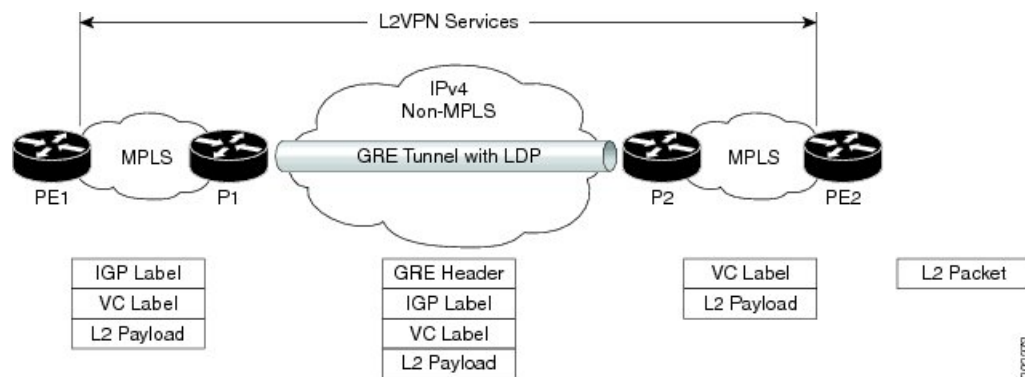 L2VPN Services
IPv4
Non-MPLS
MPLS
GRE Tunnel with LDP
MPLS
PE1
P1
P2
PE2
IGP Label
VC Label
L2 Payload
GRE Header
IGP Label
VC Label
L2 Payload
VC Label
L2 Payload
L2 Packet